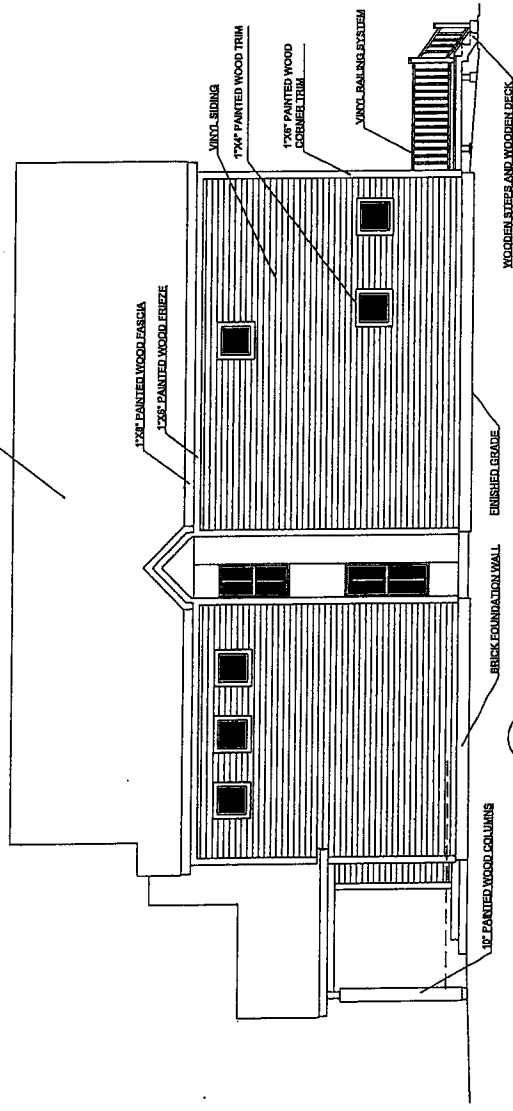 1"X8" PAINTED WOOD FASCIA
1"X6" PAINTED WOOD FRIEZE
VINYL SIDING
1"X4" PAINTED WOOD TRIM
1"X6" PAINTED WOOD
CORNER TRIM
VINYL RAILING SYSTEM
10" PAINTED WOOD COLUMNS
BRICK FOUNDATION WALL
FINISHED GRADE
WOODEN STEPS AND WOODEN DECK